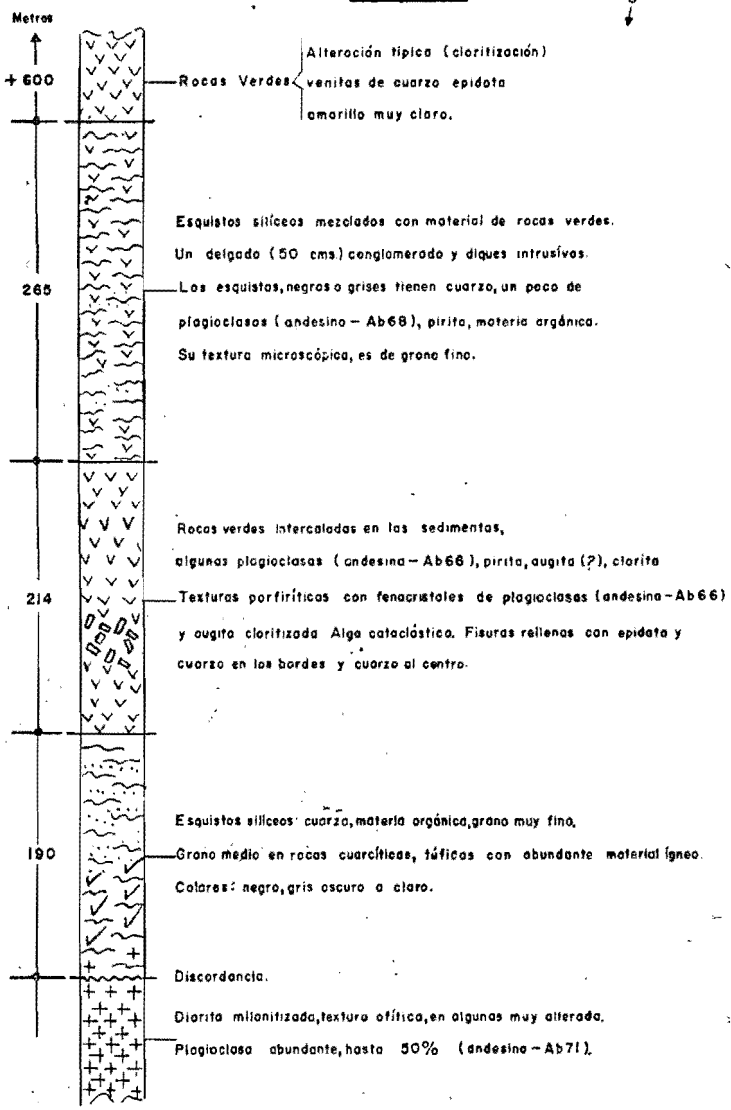 Metros
+600
Rocas Verdes
Alteración típica (cloritización)
venitas de cuarzo epidota
amarillo muy claro.
265
Esquistos silíceos mezclados con material de rocas verdes.
Un delgado (50 cms.) conglomerado y diques intrusivos.
Los esquistos, negros o grises tienen cuarzo, un poco de
plagioclasas (andesino-Ab68), pirita, materia orgánica.
Su textura microscópica, es de grano fino.
214
Rocas verdes intercaladas en los sedimentos,
algunas plagioclasas (andesina-Ab66), pirita, augita (?), clorita
Texturas porfiríticas con fenocristales de plagioclasas (andesina-Ab66)
y augita cloritizada Algo cataclástico. Fisuras rellenas con epidota y
cuarzo en los bordes y cuarzo al centro.
190
Esquistos silíceos: cuarzo, materia orgánica, grano muy fino.
Grano medio en rocas cuarcíticas, túficas con abundante material ígneo.
Colores: negro, gris oscuro a claro.
Discordancia.
Diorita milonitizada, textura ofítica, en algunas muy alterada.
Plagioclasa abundante, hasta 50% (andesino-Ab71).